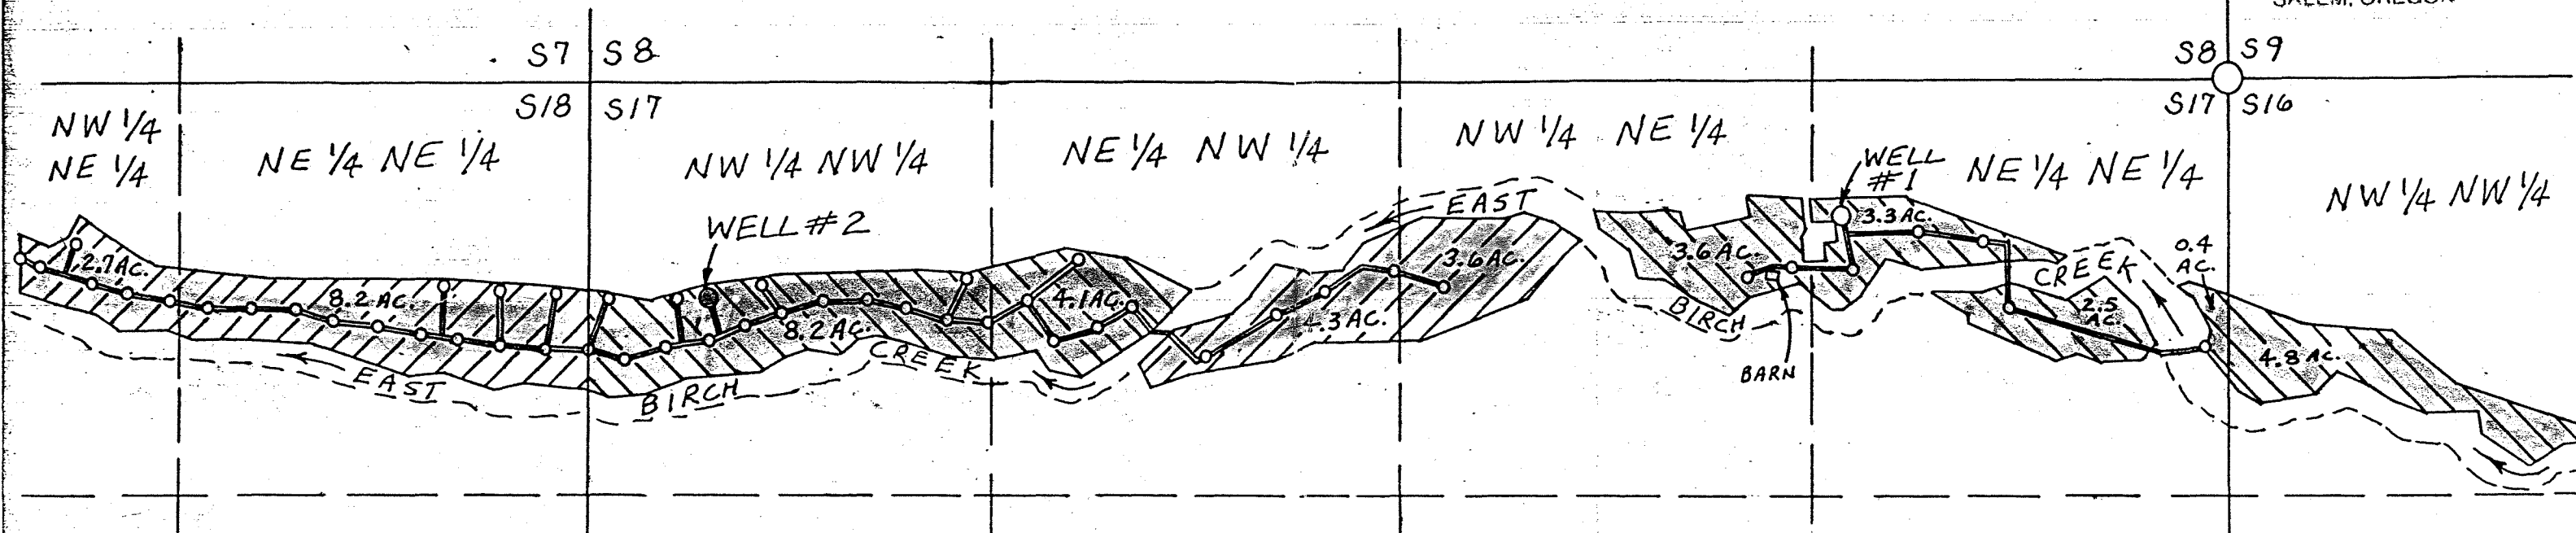 SALEM, OREGON
S7 S8
S8 S9
S18 S17
S17 S16
NW 1/4
NE 1/4
NE 1/4 NE 1/4
NW 1/4 NW 1/4
NE 1/4 NW 1/4
NW 1/4 NE 1/4
WELL
#1
NE 1/4 NE 1/4
NW 1/4 NW 1/4
WELL #2
EAST
2.7 AC.
8.2 AC.
8.2 AC.
4.1 AC.
4.3 AC.
3.6 AC.
3.6 AC.
3.3 AC.
CREEK
0.4
AC.
2.5
AC.
4.8 AC.
EAST
BIRCH
CREEK
BIRCH
BARN